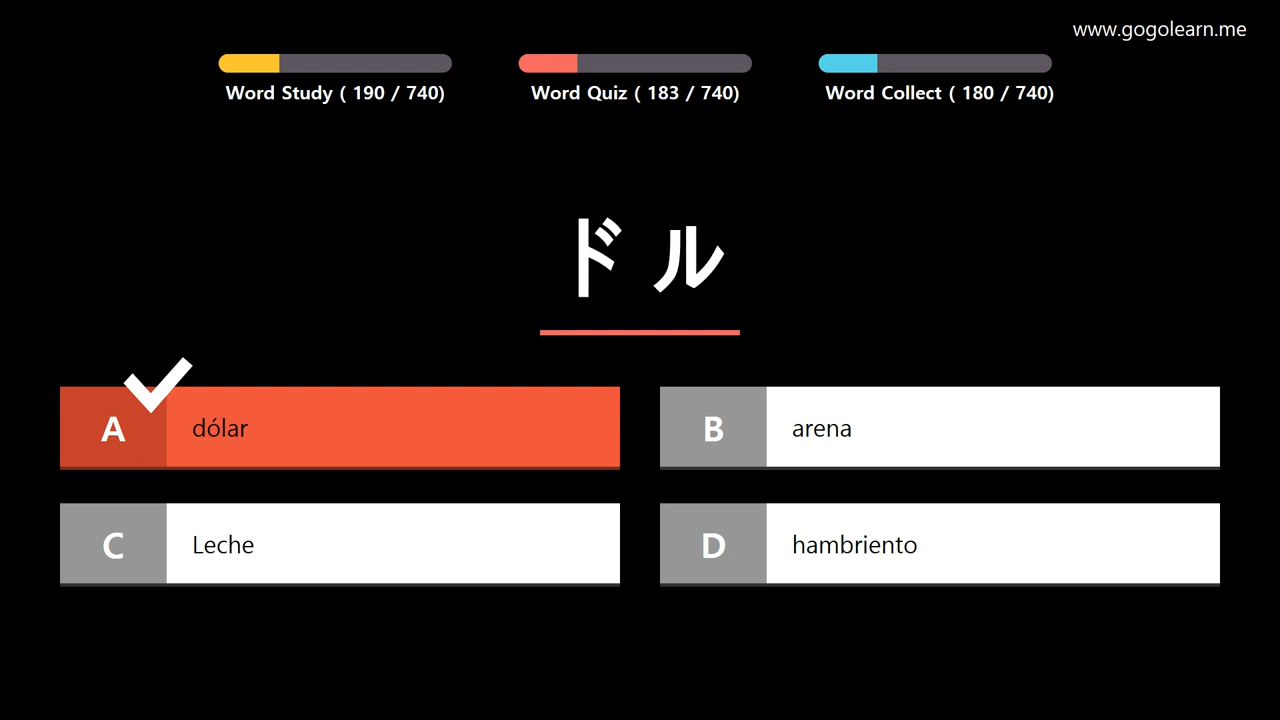 www.gogolearn.me
Word Study ( 190 / 740)
Word Quiz ( 183 / 740)
Word Collect ( 180 / 740)
ドル
A dólar
B arena
C Leche
D hambriento